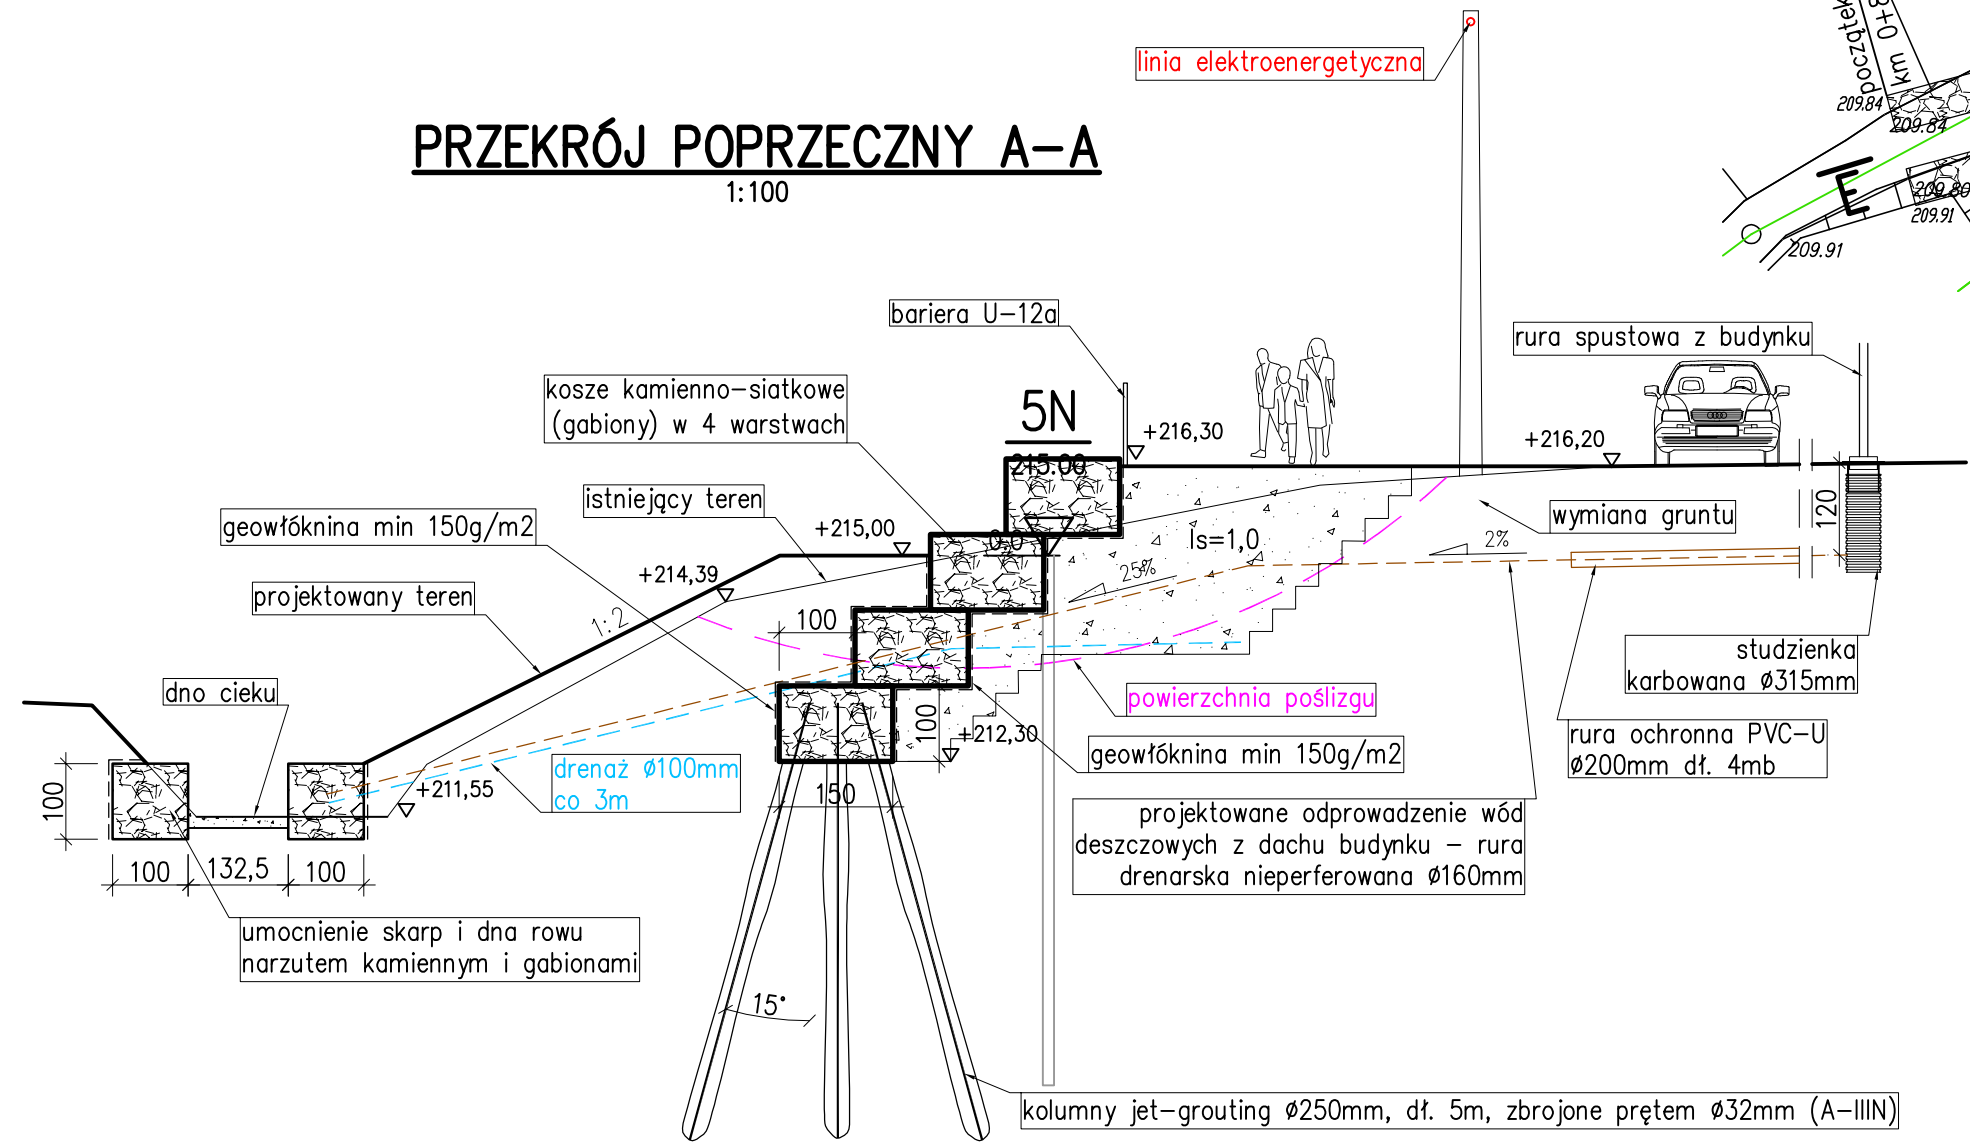 początek
km 0+8
linia elektroenergetyczna
209.84
209.84
PRZEKRÓJ POPRZECZNY A-A
1:100
E
209.80
209.91
209.91
bariera U-12a
rura spustowa z budynku
kosze kamienno-siatkowe
(gabiony) w 4 warstwach
5N
215.00
+216,30
+216,20
istniejący teren
geowłóknina min 150g/m2
+215,00
0.0
Is=1,0
wymiana gruntu
120
2%
25%
+214,39
projektowany teren
1:2
100
studzienka
karbowana Ø315mm
dno cieku
powierzchnia poślizgu
100
+212,30
geowłóknina min 150g/m2
rura ochronna PVC-U
Ø200mm dł. 4mb
drenaż Ø100mm
co 3m
+211,55
100
150
projektowane odprowadzenie wód
deszczowych z dachu budynku - rura
drenarska nieperferowana Ø160mm
100
132,5
100
umocnienie skarp i dna rowu
narzutem kamiennym i gabionami
15°
kolumny jet-grouting Ø250mm, dł. 5m, zbrojone prętem Ø32mm (A-IIIN)